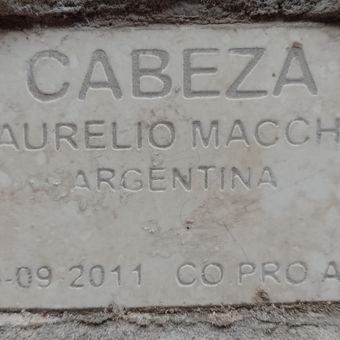 CABEZA
AURELIO MACCH
ARGENTINA
-09-2011 CO.PRO.A